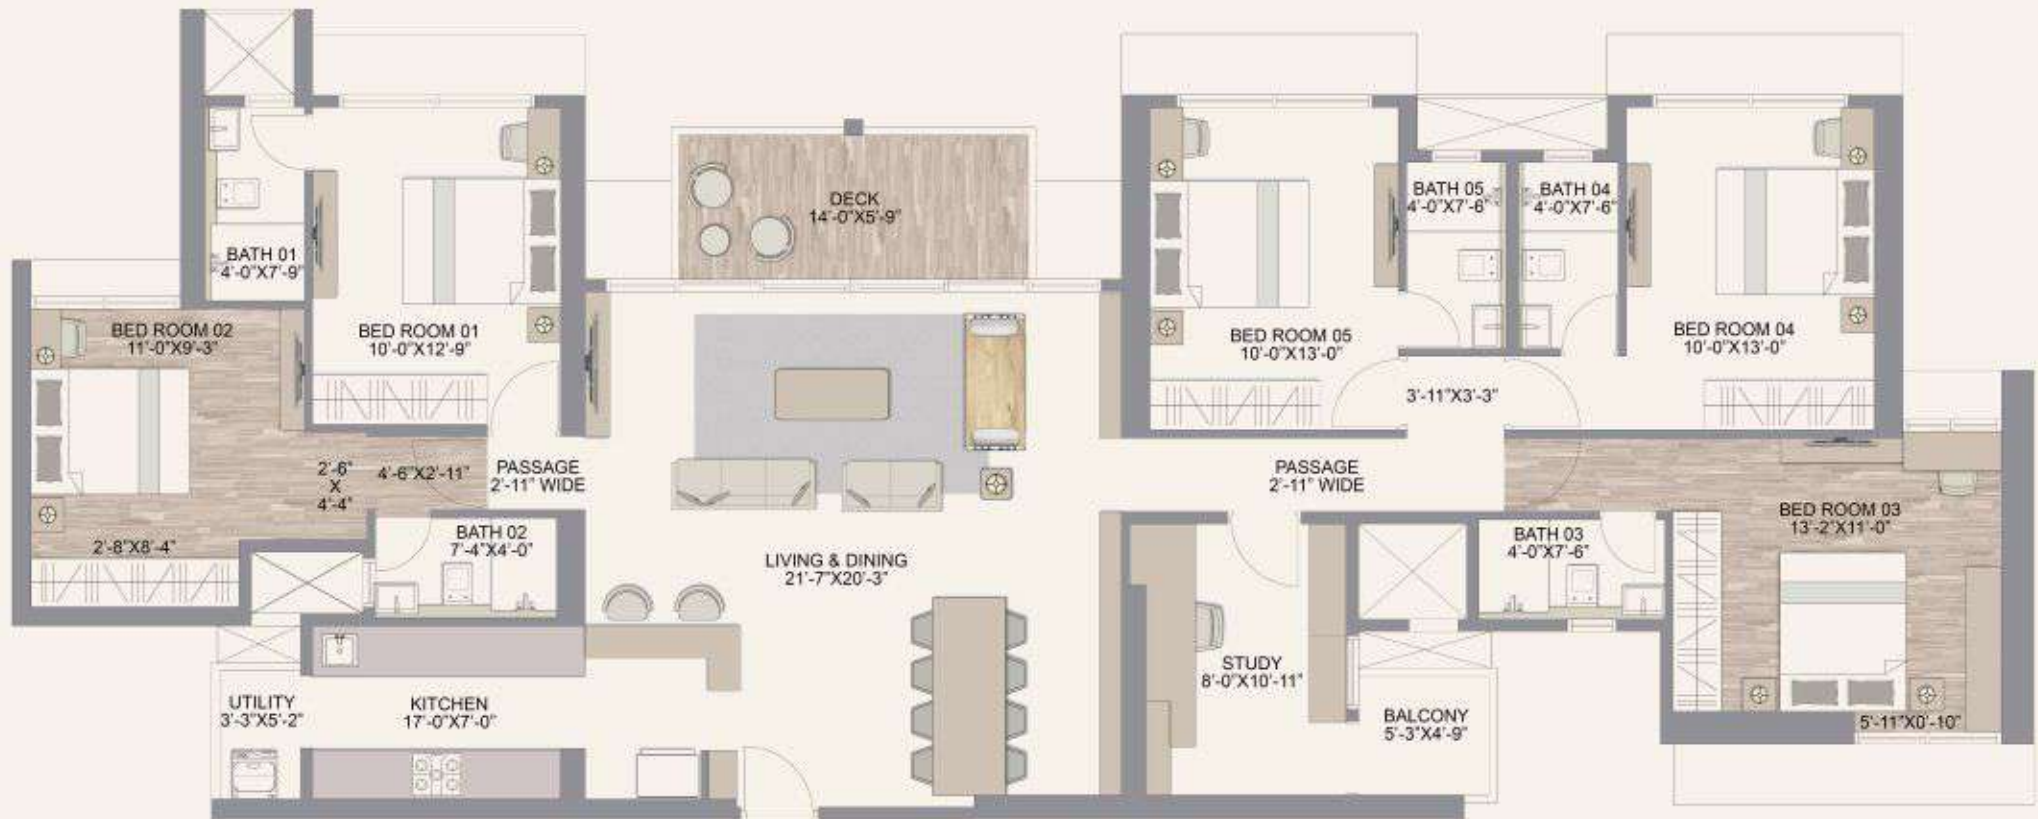 DECK
14'-0"X5'-9"
BATH 05
4'-0"X7'-6"
BATH 04
4'-0"X7'-6"
BATH 01
4'-0"X7'-9"
BED ROOM 02
11'-0"X9'-3"
BED ROOM 01
10'-0"X12'-9"
BED ROOM 05
10'-0"X13'-0"
BED ROOM 04
10'-0"X13'-0"
3'-11"X3'-3"
2'-6"
X
4'-4"
4'-6"X2'-11"
PASSAGE
2'-11" WIDE
PASSAGE
2'-11" WIDE
BED ROOM 03
13'-2"X11'-0"
2'-8"X8'-4"
BATH 02
7'-4"X4'-0"
LIVING & DINING
21'-7"X20'-3"
BATH 03
4'-0"X7'-6"
UTILITY
3'-3"X5'-2"
KITCHEN
17'-0"X7'-0"
STUDY
8'-0"X10'-11"
BALCONY
5'-3"X4'-9"
5'-11"X0'-10"